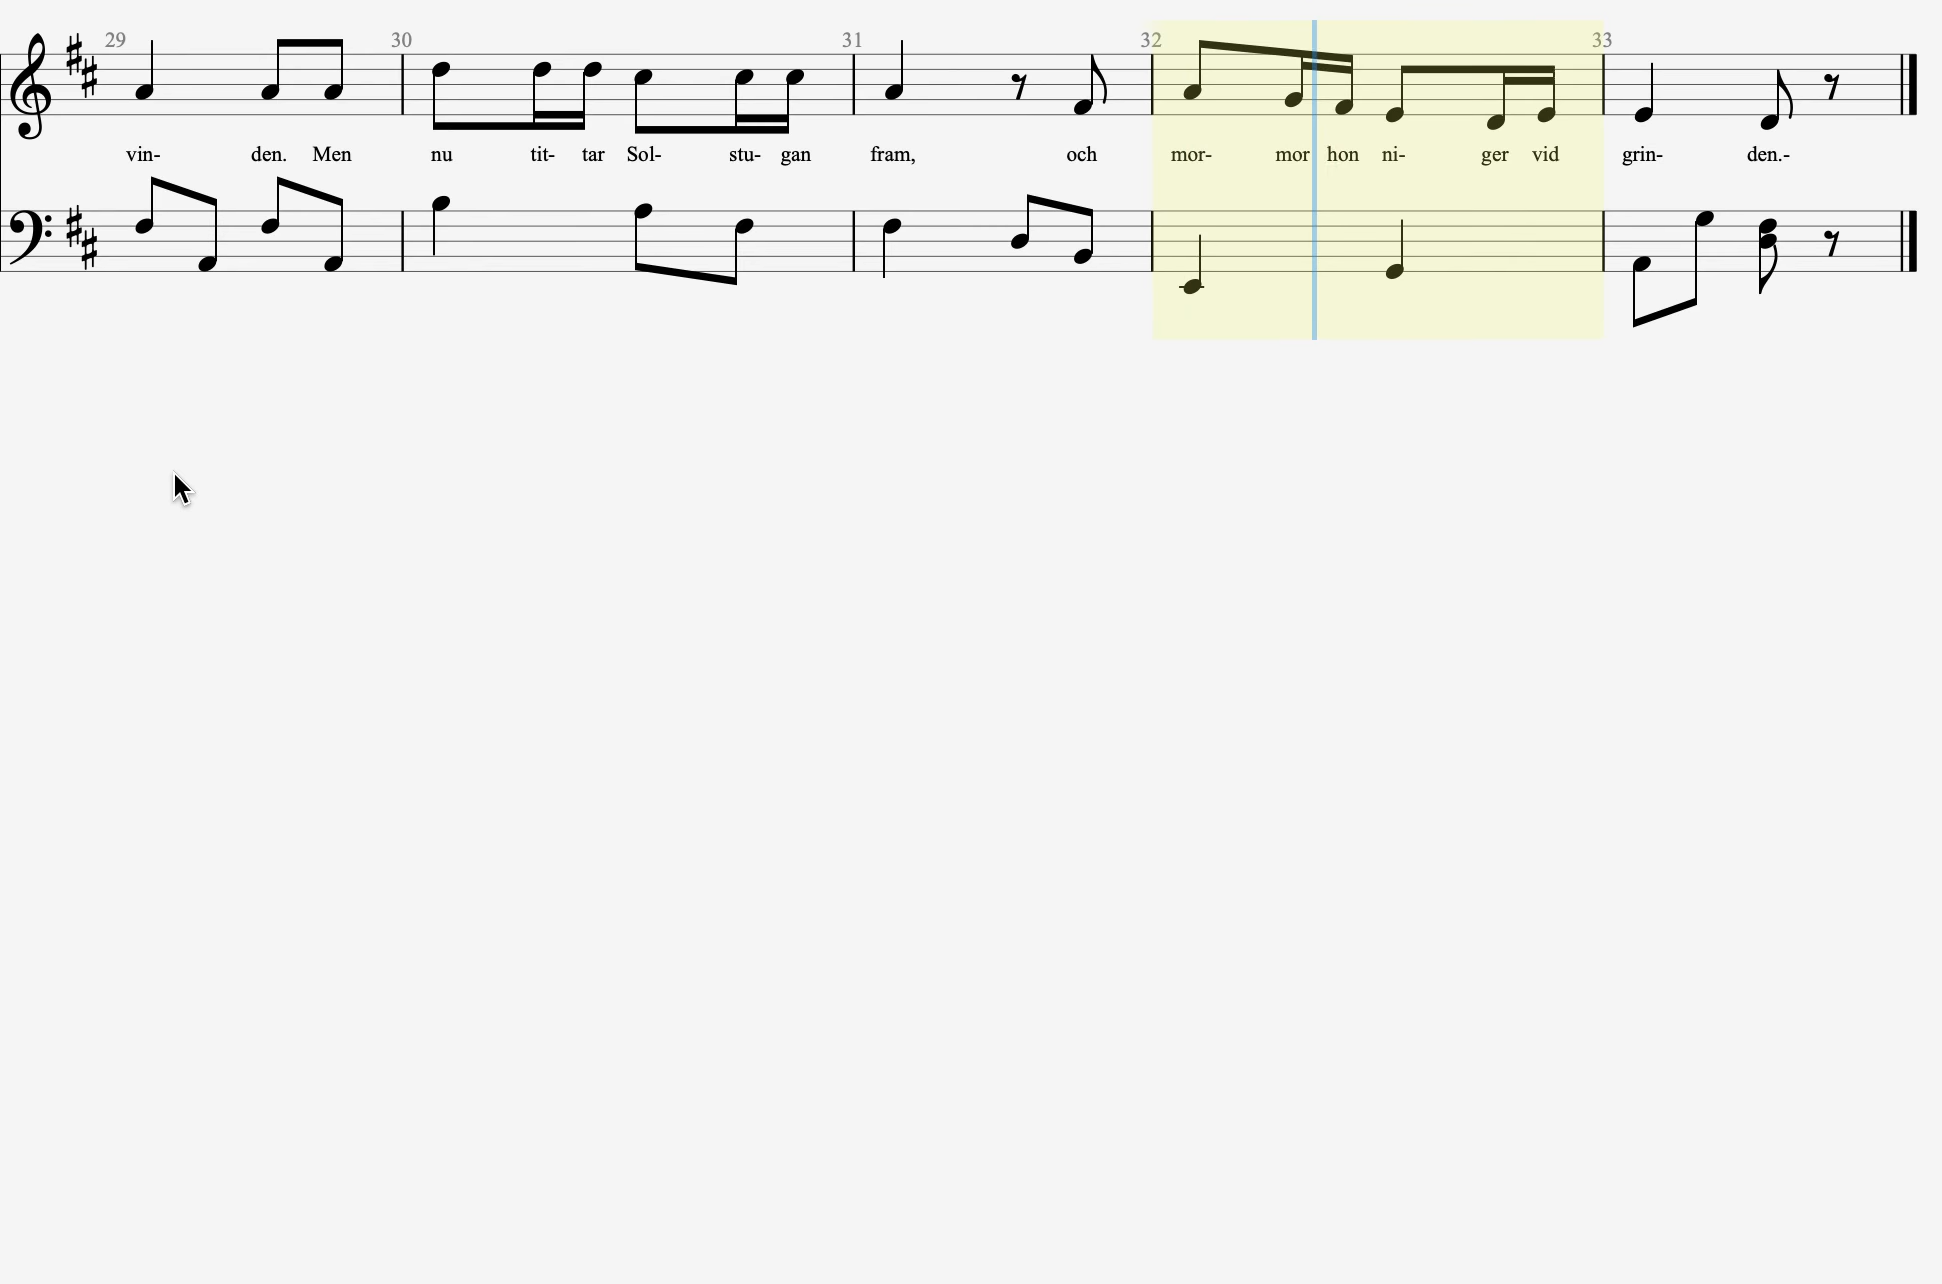 29 30 31 32 33
vin- den. Men nu tit- tar Sol- stu- gan fram, och mor- mor hon ni- ger vid grin- den.-